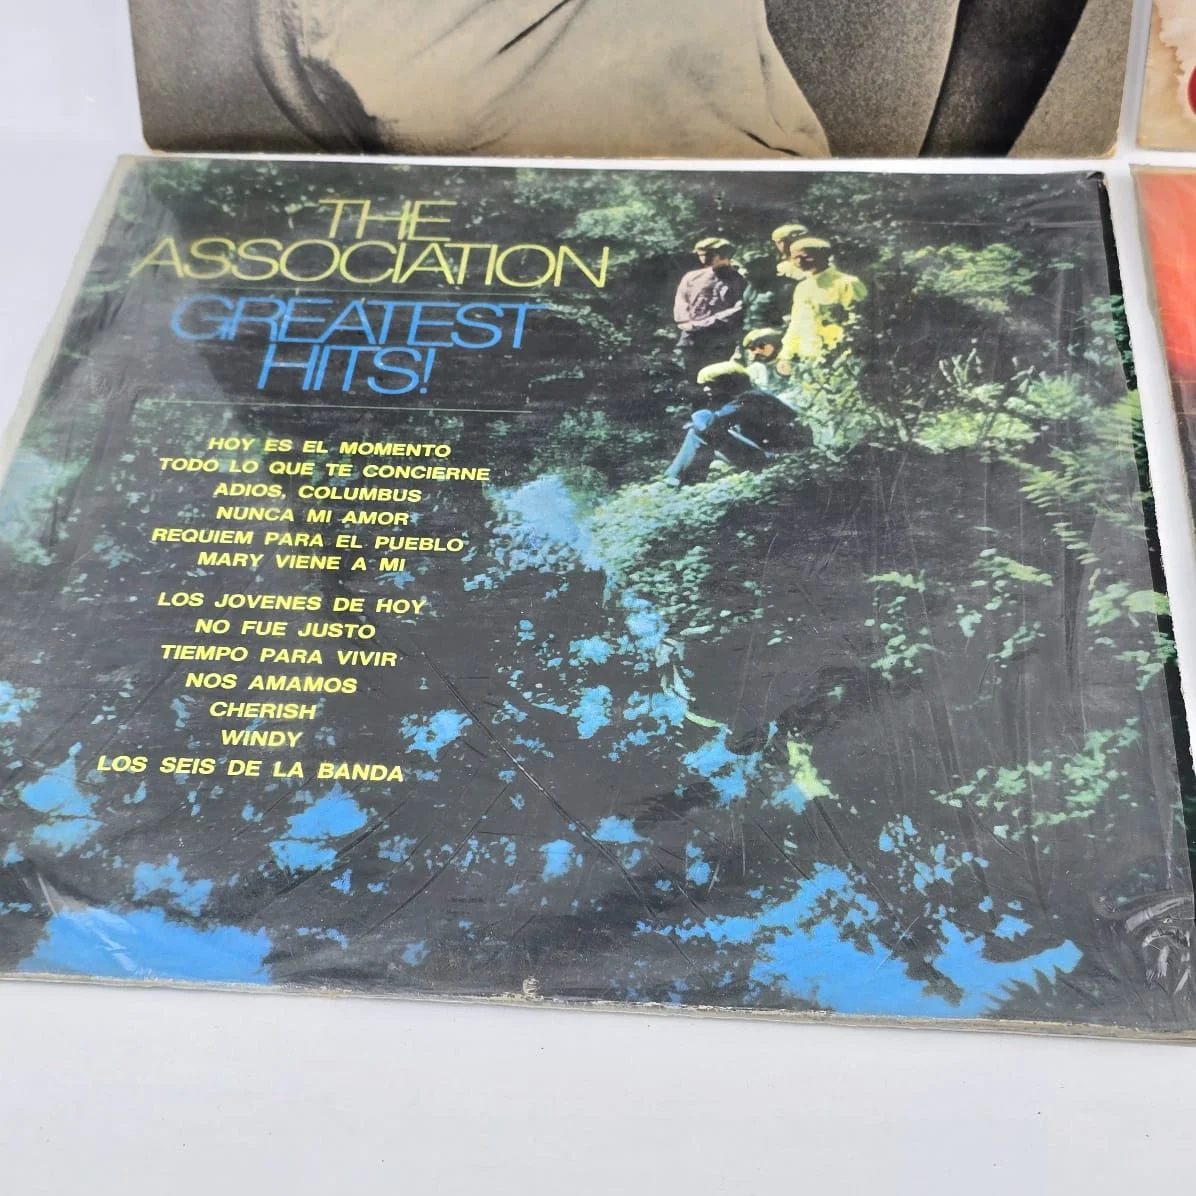 THE
ASSOCIATION
GREATEST
HITS!
HOY ES EL MOMENTO
TODO LO QUE TE CONCIERNE
ADIOS, COLUMBUS
NUNCA MI AMOR
REQUIEM PARA EL PUEBLO
MARY VIENE A MI
LOS JOVENES DE HOY
NO FUE JUSTO
TIEMPO PARA VIVIR
NOS AMAMOS
CHERISH
WINDY
LOS SEIS DE LA BANDA